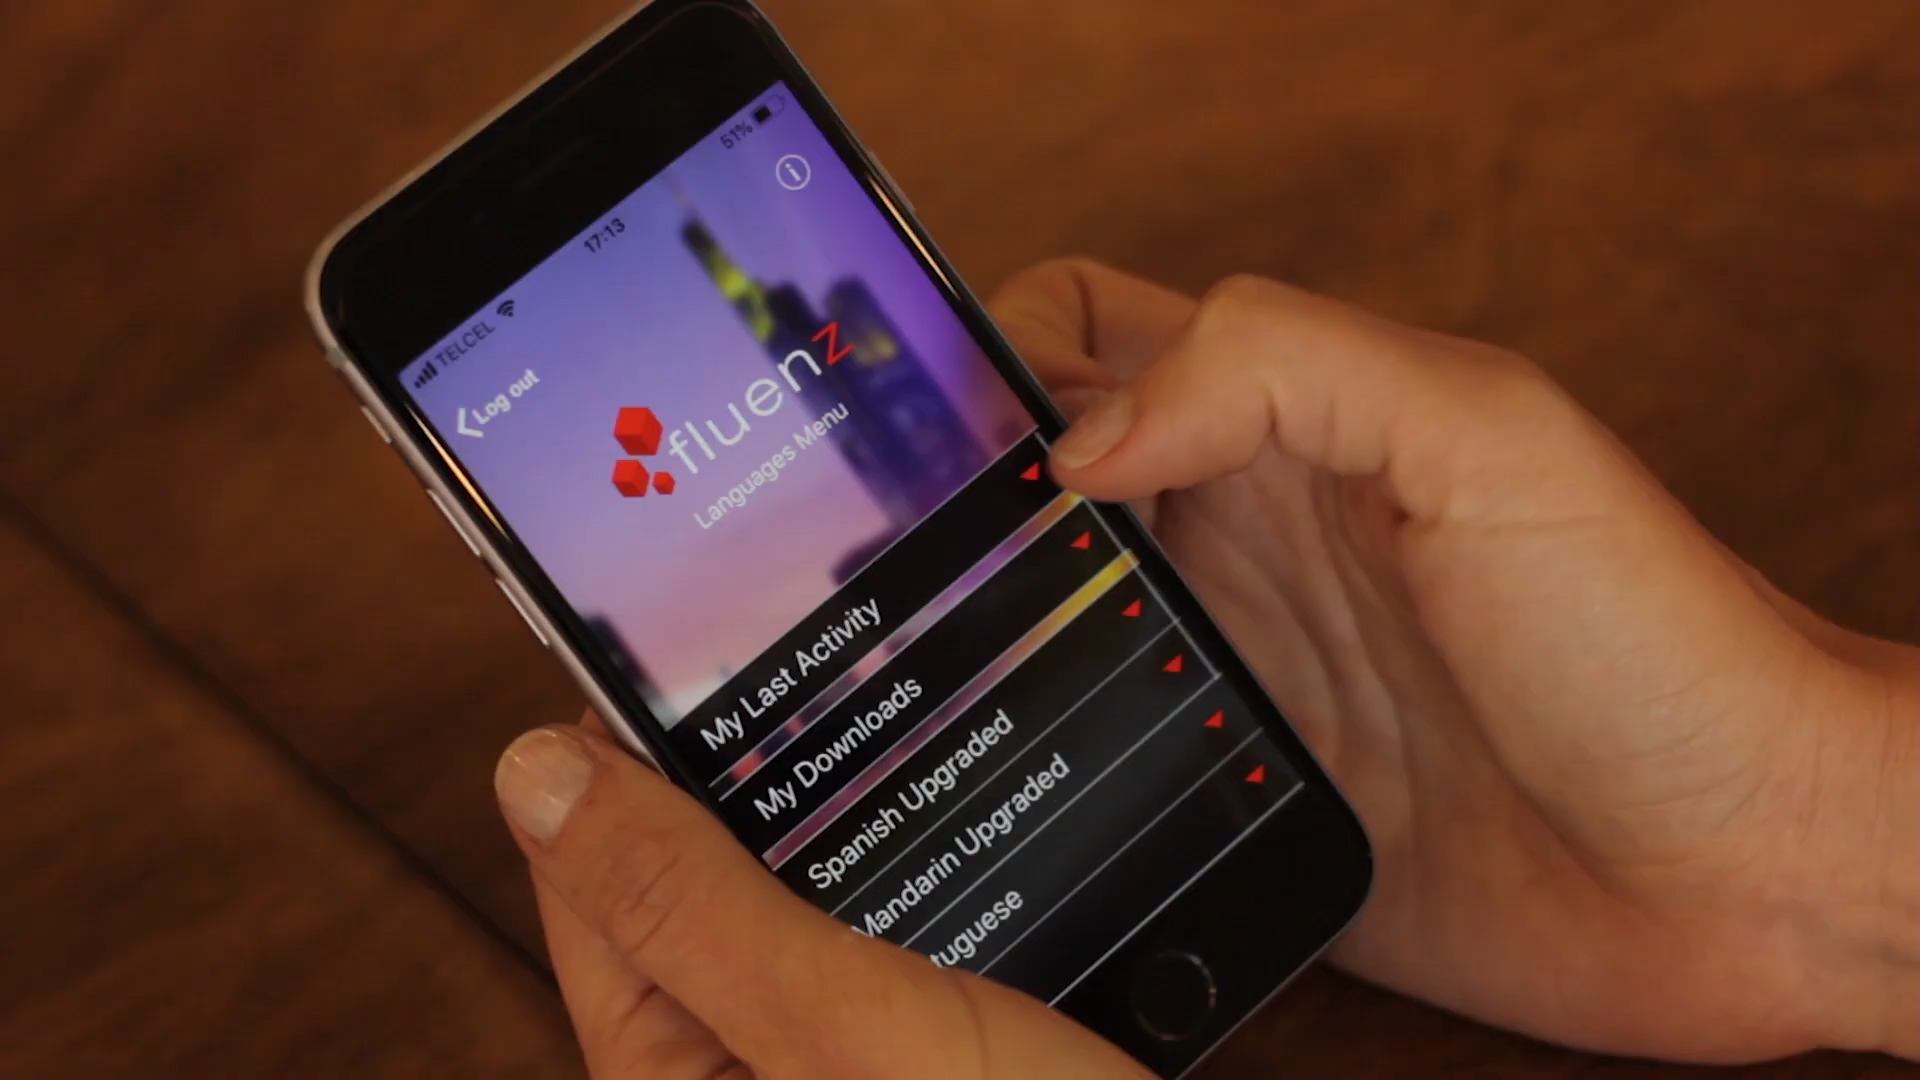 TELCEL 17:13 51%
Log out
fluenz
Languages Menu
My Last Activity
My Downloads
Spanish Upgraded
Mandarin Upgraded
tuguese